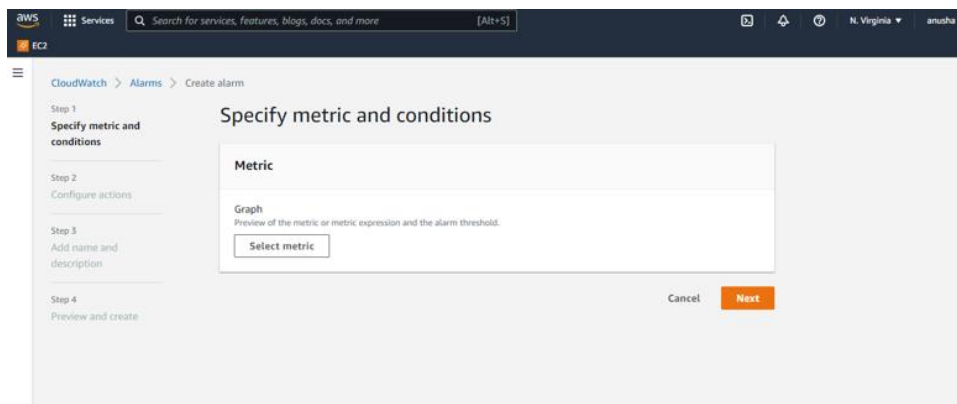 aws Services Search for services, features, blogs, docs, and more [Alt+S] N. Virginia ▼ anusha
EC2
CloudWatch > Alarms > Create alarm
Step 1
Specify metric and
conditions
Step 2
Configure actions
Step 3
Add name and
description
Step 4
Preview and create
Specify metric and conditions
Metric
Graph
Preview of the metric or metric expression and the alarm threshold.
Select metric
Cancel Next